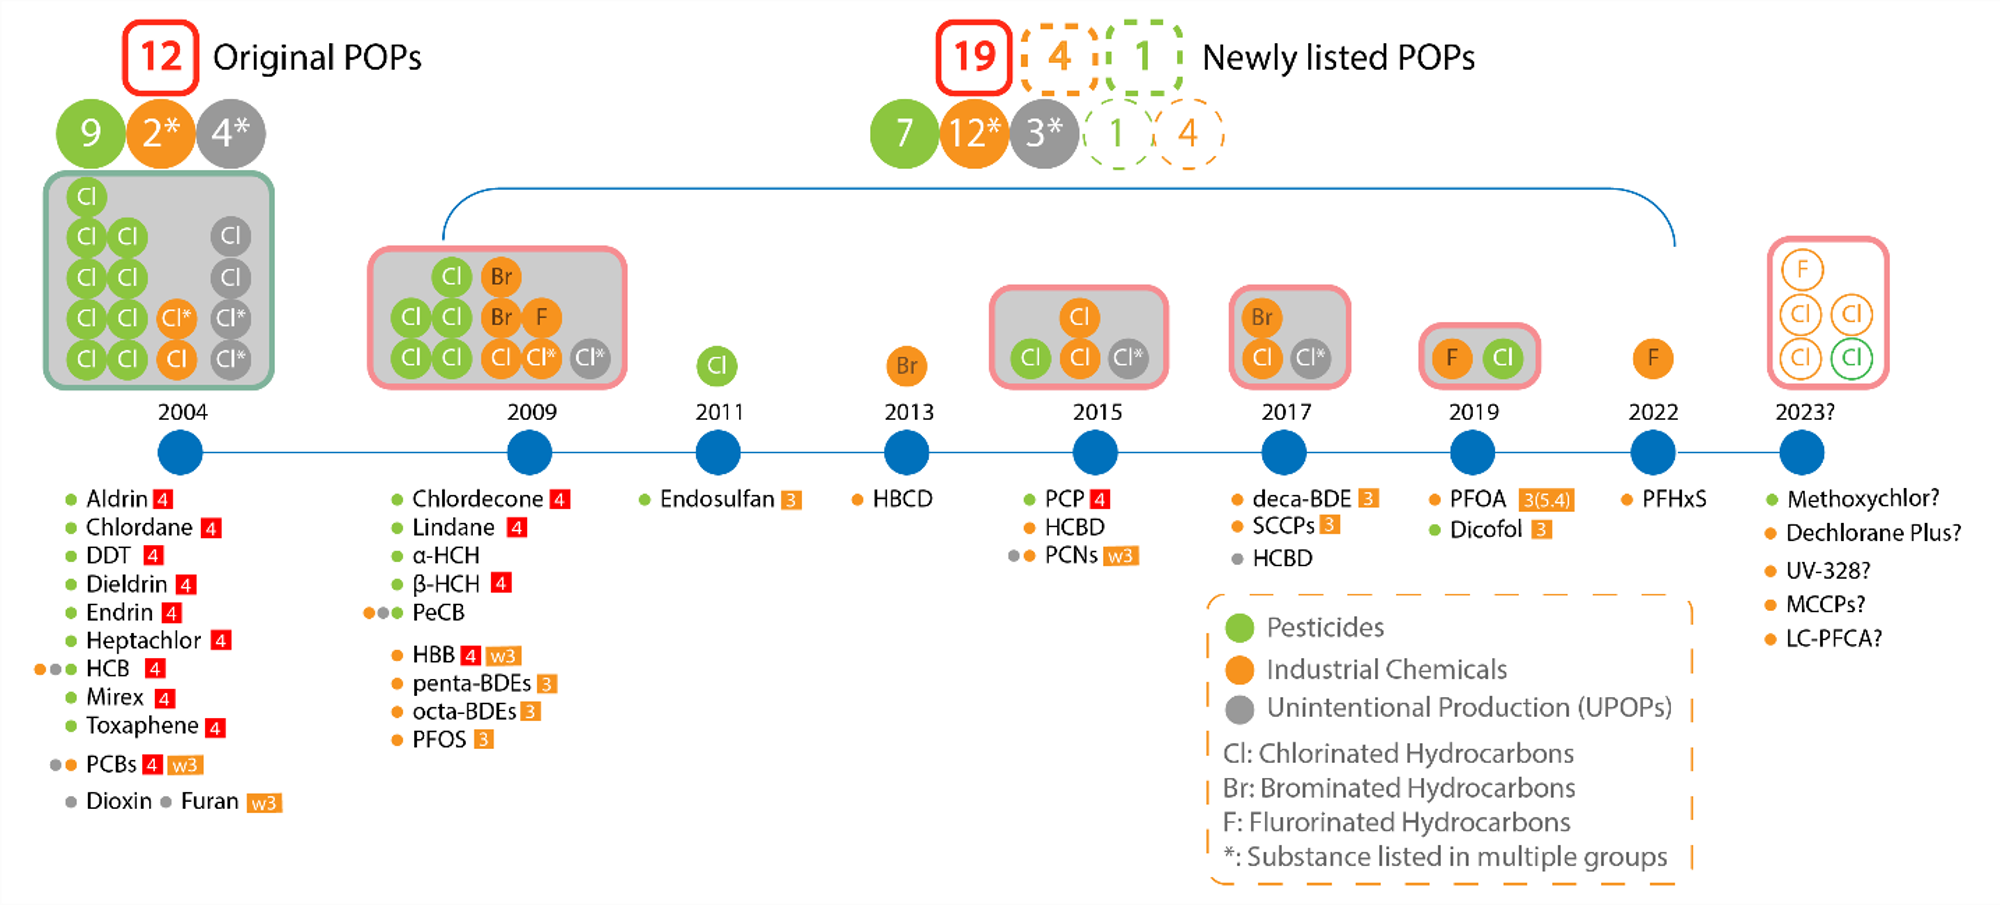 12 Original POPs
19 4 1 Newly listed POPs
9 2* 4*
7 12* 3* 1 4
Cl
Cl Cl Cl
Cl Cl Cl
Cl Cl Cl* Cl*
Cl Cl Cl Cl*
Cl Br
Cl Cl Br F
Cl Cl Cl Cl* Cl*
Cl
Br
Cl
Cl Cl Cl*
Br
Cl Cl*
F Cl
F
F
Cl Cl
Cl Cl
2004 2009 2011 2013 2015 2017 2019 2022 2023?
Aldrin 4
Chlordane 4
DDT 4
Dieldrin 4
Endrin 4
Heptachlor 4
HCB 4
Mirex 4
Toxaphene 4
PCBs 4 w3
Dioxin Furan w3
Chlordecone 4
Lindane 4
α-HCH
β-HCH 4
PeCB
HBB 4 w3
penta-BDEs 3
octa-BDEs 3
PFOS 3
Endosulfan 3
HBCD
PCP 4
HCBD
PCNs w3
deca-BDE 3
SCCPs 3
HCBD
PFOA 3(5.4)
Dicofol 3
PFHxS
Methoxychlor?
Dechlorane Plus?
UV-328?
MCCPs?
LC-PFCA?
Pesticides
Industrial Chemicals
Unintentional Production (UPOPs)
Cl: Chlorinated Hydrocarbons
Br: Brominated Hydrocarbons
F: Flurorinated Hydrocarbons
*: Substance listed in multiple groups